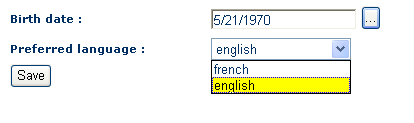 Birth date : 5/21/1970 ...
Preferred language : english
french
english
Save